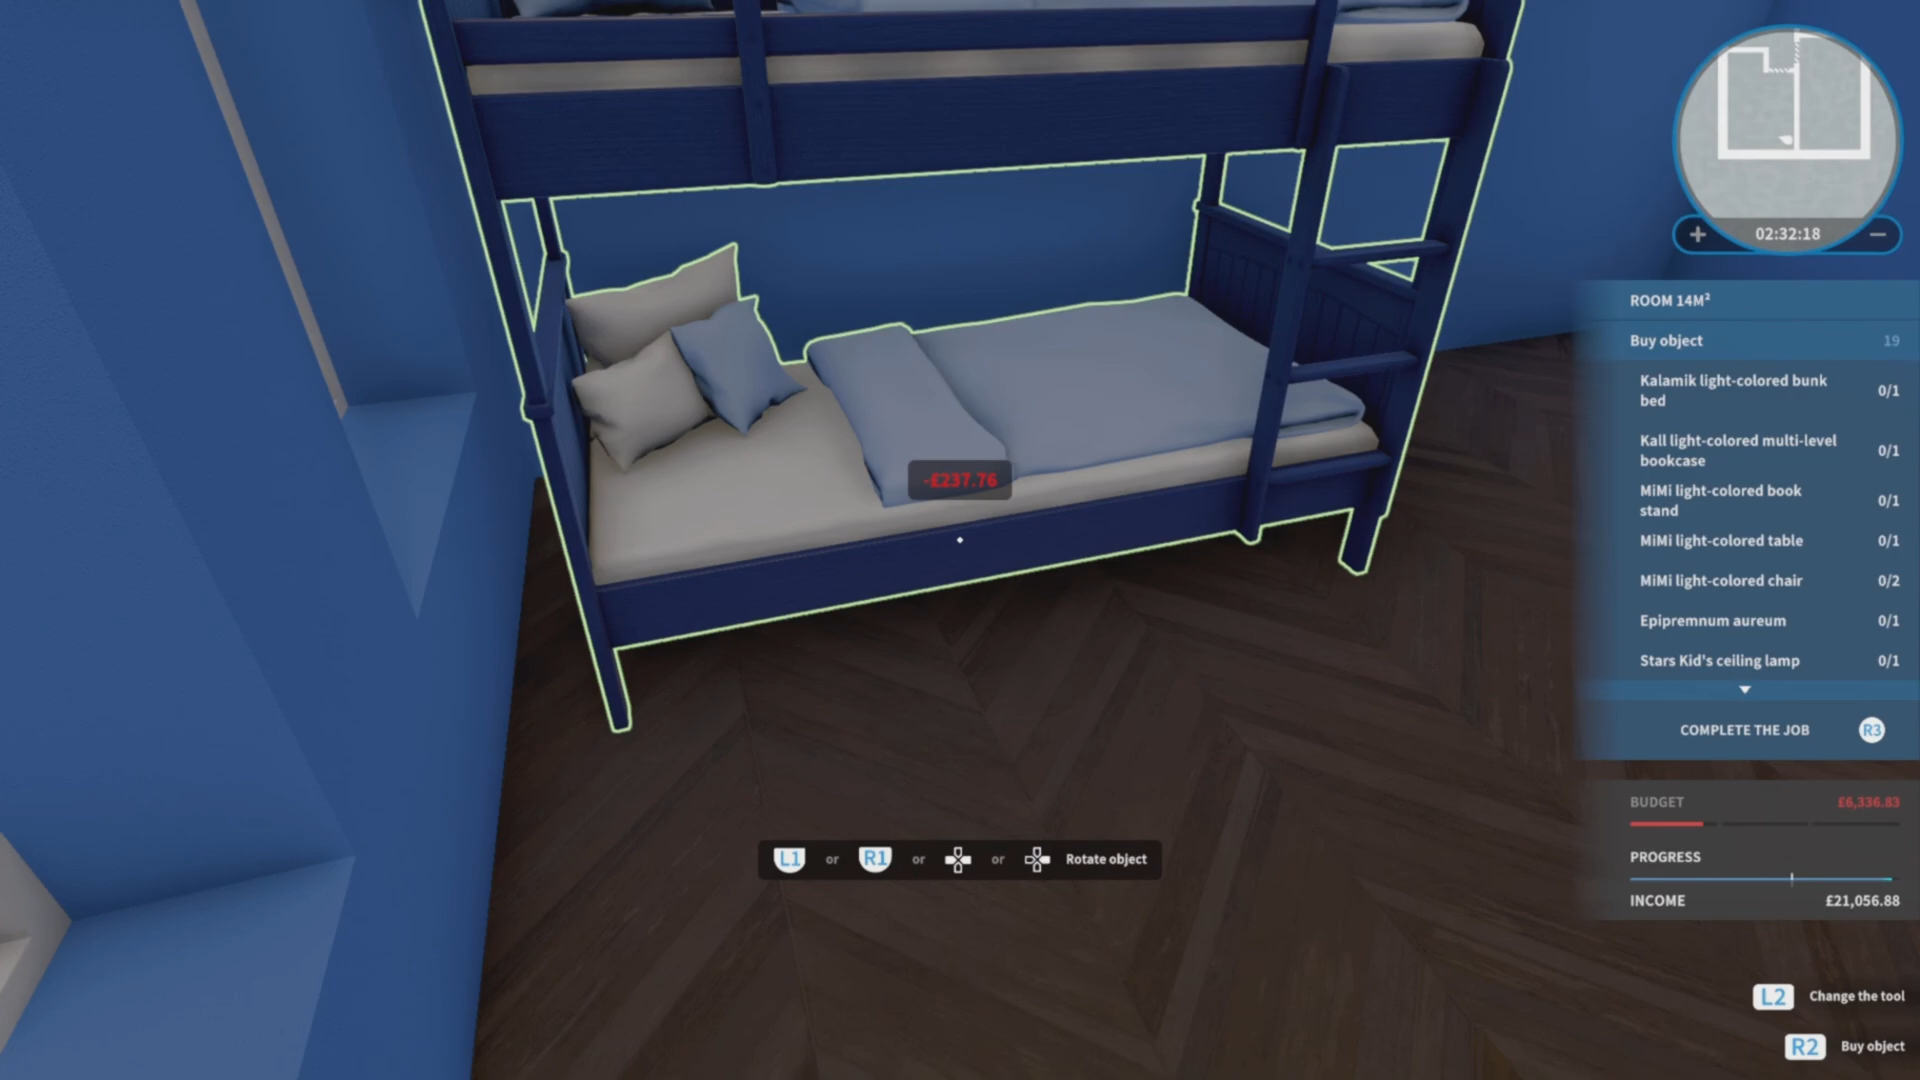 02:32:18
ROOM 14M²
Buy object 19
Kalamik light-colored bunk
bed 0/1
Kall light-colored multi-level
bookcase 0/1
MiMi light-colored book
stand 0/1
MiMi light-colored table 0/1
MiMi light-colored chair 0/2
Epipremnum aureum 0/1
Stars Kid's ceiling lamp 0/1
COMPLETE THE JOB R3
-£237.76
BUDGET £6,336.83
PROGRESS
INCOME £21,056.88
L1 or R1 or or Rotate object
L2 Change the tool
R2 Buy object